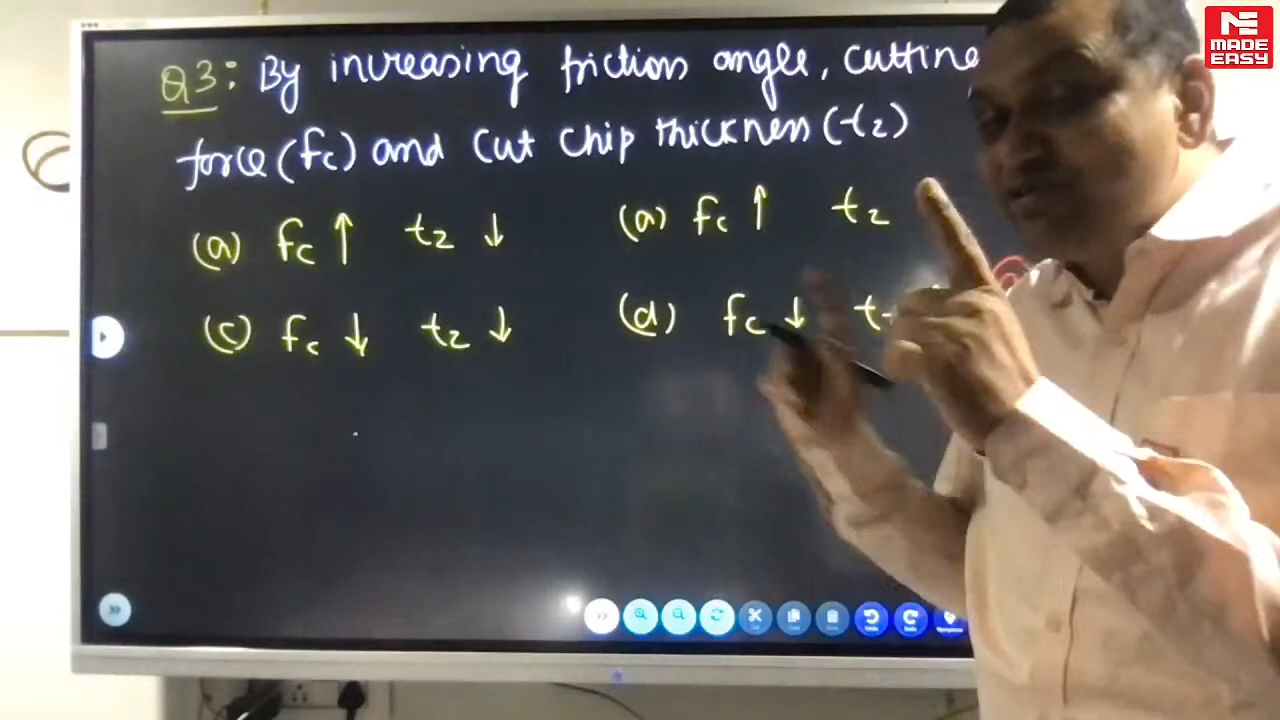 MADE
EASY
Q3: By increasing friction angle, cutting
force (fc) and cut chip thickness (t2)
(a) fc ↑ t2 ↓ (a) fc ↑ t2
(c) fc ↓ t2 ↓ (d) fc ↓